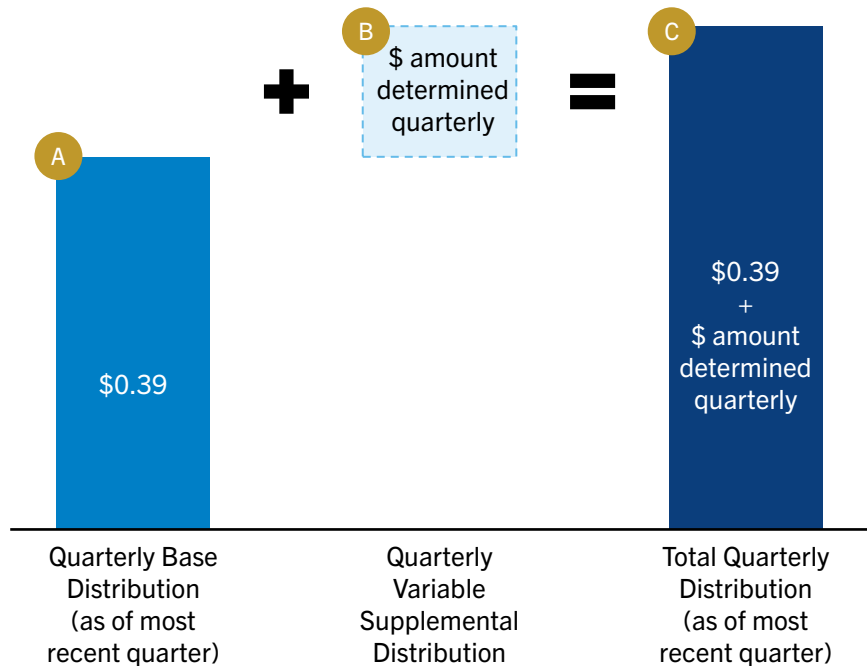 A
$0.39
Quarterly Base
Distribution
(as of most
recent quarter)
+
B
$ amount
determined
quarterly
Quarterly
Variable
Supplemental
Distribution
=
C
$0.39
+
$ amount
determined
quarterly
Total Quarterly
Distribution
(as of most
recent quarter)